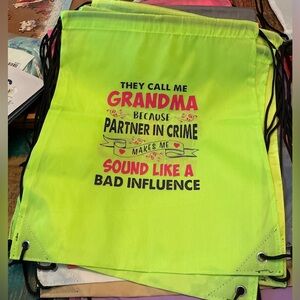 THEY CALL ME
GRANDMA
BECAUSE
PARTNER IN CRIME
MAKES ME
SOUND LIKE A
BAD INFLUENCE